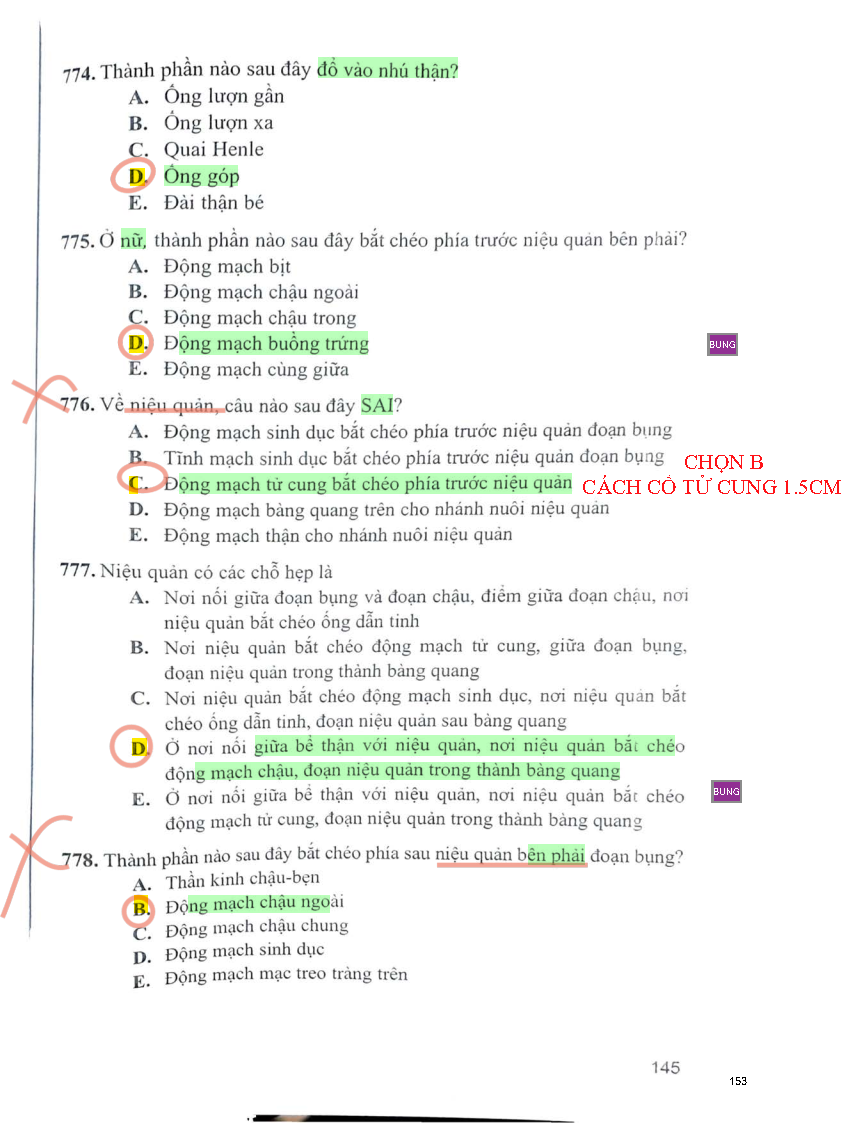 774. Thành phần nào sau đây đổ vào nhú thận?
A. Ống lượn gần
B. Ống lượn xa
C. Quai Henle
D. Ống góp
E. Đài thận bé
775. Ở nữ, thành phần nào sau đây bắt chéo phía trước niệu quản bên phải?
A. Động mạch bịt
B. Động mạch chậu ngoài
C. Động mạch chậu trong
D. Động mạch buồng trứng
BUNG
E. Động mạch cùng giữa
776. Về niệu quản, câu nào sau đây SAI?
A. Động mạch sinh dục bắt chéo phía trước niệu quản đoạn bụng
B. Tĩnh mạch sinh dục bắt chéo phía trước niệu quản đoạn bụng
CHỌN B
C. Động mạch tử cung bắt chéo phía trước niệu quản
CÁCH CỔ TỬ CUNG 1.5CM
D. Động mạch bàng quang trên cho nhánh nuôi niệu quản
E. Động mạch thận cho nhánh nuôi niệu quản
777. Niệu quản có các chỗ hẹp là
A. Nơi nối giữa đoạn bụng và đoạn chậu, điểm giữa đoạn chậu, nơi
niệu quản bắt chéo ống dẫn tinh
B. Nơi niệu quản bắt chéo động mạch tử cung, giữa đoạn bụng,
đoạn niệu quản trong thành bàng quang
C. Nơi niệu quản bắt chéo động mạch sinh dục, nơi niệu quản bắt
chéo ống dẫn tinh, đoạn niệu quản sau bàng quang
D. Ở nơi nối giữa bể thận với niệu quản, nơi niệu quản bắt chéo
động mạch chậu, đoạn niệu quản trong thành bàng quang
E. Ở nơi nối giữa bể thận với niệu quản, nơi niệu quản bắt chéo
động mạch tử cung, đoạn niệu quản trong thành bàng quang
BUNG
778. Thành phần nào sau đây bắt chéo phía sau niệu quản bên phải đoạn bụng?
A. Thần kinh chậu-bẹn
B. Động mạch chậu ngoài
C. Động mạch chậu chung
D. Động mạch sinh dục
E. Động mạch mạc treo tràng trên
145
153